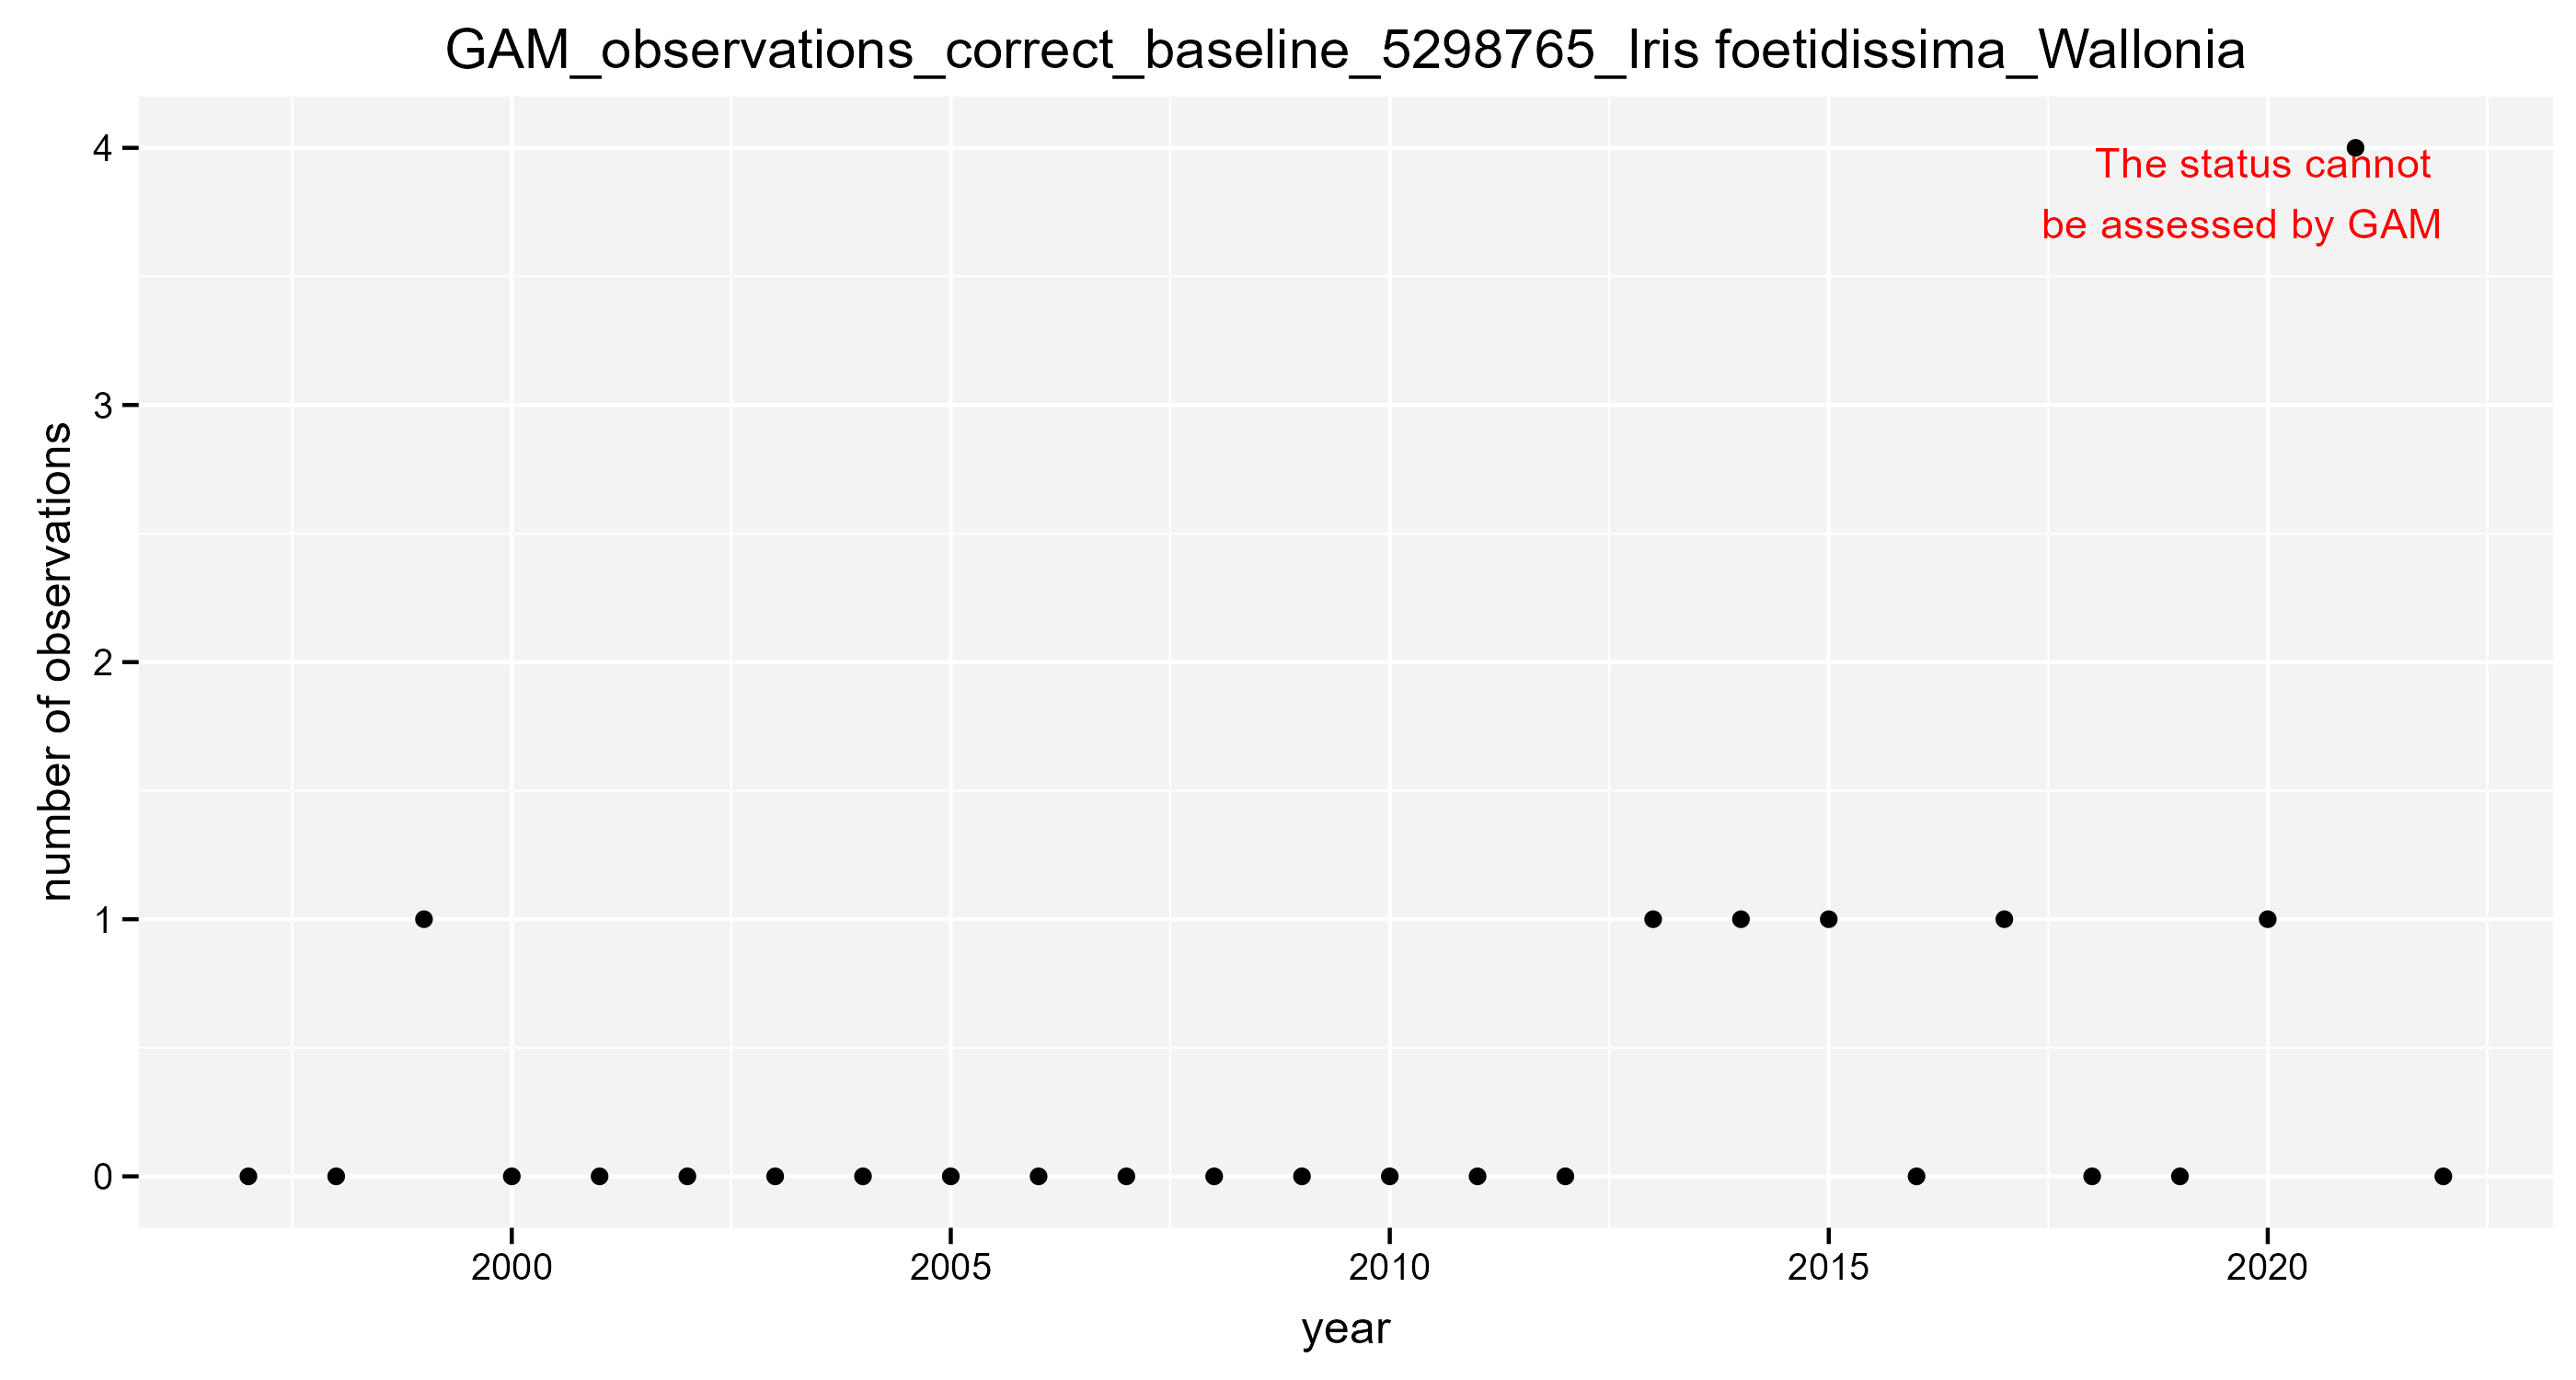 GAM_observations_correct_baseline_5298765_Iris foetidissima_Wallonia
4
The status cannot
be assessed by GAM
3
number of observations
2
1
0
2000 2005 2010 2015 2020
year